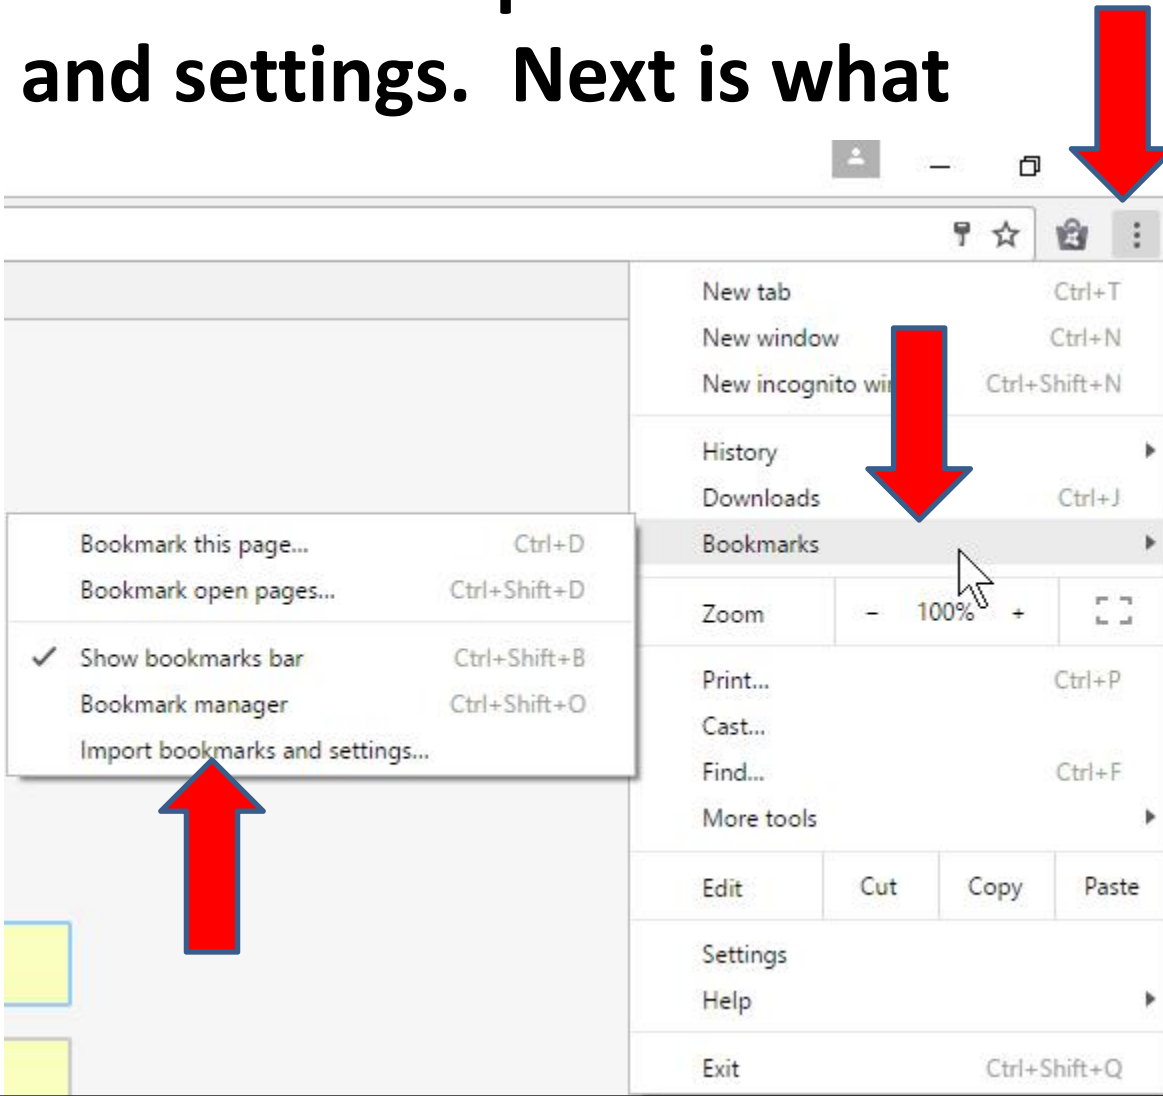 and settings.  Next is what
New tab Ctrl+T
New window Ctrl+N
New incognito Ctrl+Shift+N
History
Downloads Ctrl+J
Bookmarks
Bookmark this page... Ctrl+D
Bookmark open pages... Ctrl+Shift+D
Show bookmarks bar Ctrl+Shift+B
Bookmark manager Ctrl+Shift+O
Import bookmarks and settings...
Zoom - 100% +
Print... Ctrl+P
Cast...
Find... Ctrl+F
More tools
Edit Cut Copy Paste
Settings
Help
Exit Ctrl+Shift+Q